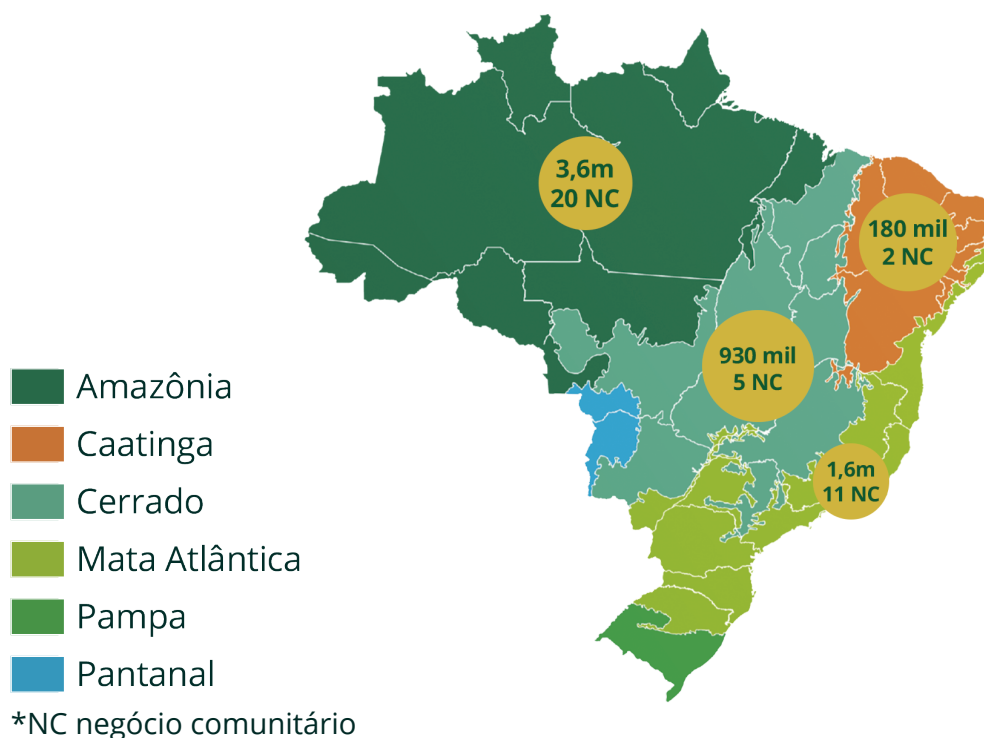 3,6m
20 NC
180 mil
2 NC
930 mil
5 NC
1,6m
11 NC
Amazônia
Caatinga
Cerrado
Mata Atlântica
Pampa
Pantanal
*NC negócio comunitário